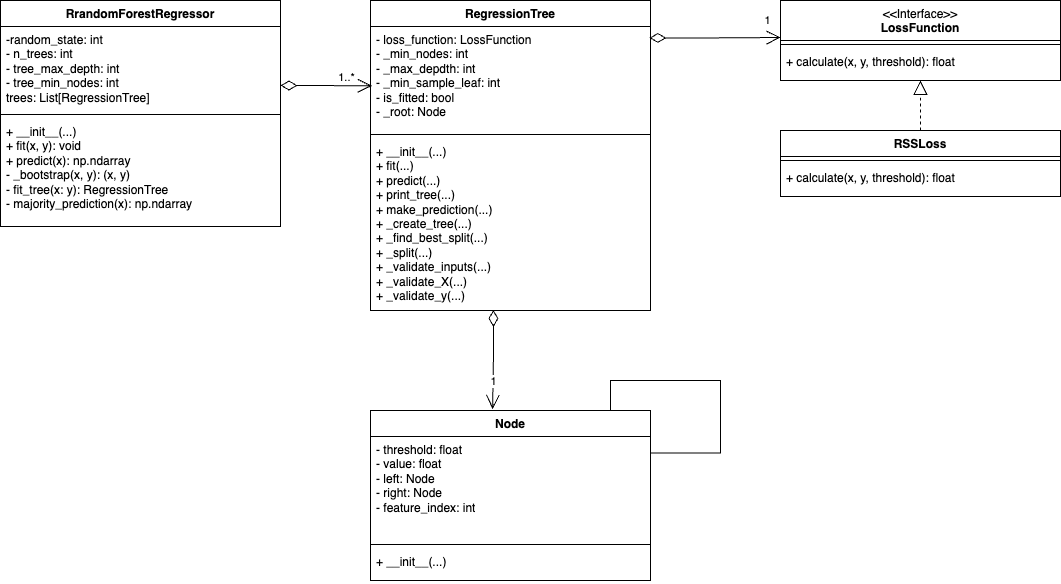 RrandomForestRegressor
-random_state: int
- n_trees: int
- tree_max_depth: int
- tree_min_nodes: int
trees: List[RegressionTree]
+ __init__(...)
+ fit(x, y): void
+ predict(x): np.ndarray
- _bootstrap(x, y): (x, y)
- fit_tree(x: y): RegressionTree
- majority_prediction(x): np.ndarray
1..*
RegressionTree
- loss_function: LossFunction
- _min_nodes: int
- _max_depdth: int
- _min_sample_leaf: int
- is_fitted: bool
- _root: Node
+ __init__(...)
+ fit(...)
+ predict(...)
+ print_tree(...)
+ make_prediction(...)
+ _create_tree(...)
+ _find_best_split(...)
+ _split(...)
+ _validate_inputs(...)
+ _validate_X(...)
+ _validate_y(...)
1
<<Interface>>
LossFunction
+ calculate(x, y, threshold): float
RSSLoss
+ calculate(x, y, threshold): float
1
Node
- threshold: float
- value: float
- left: Node
- right: Node
- feature_index: int
+ __init__(...)